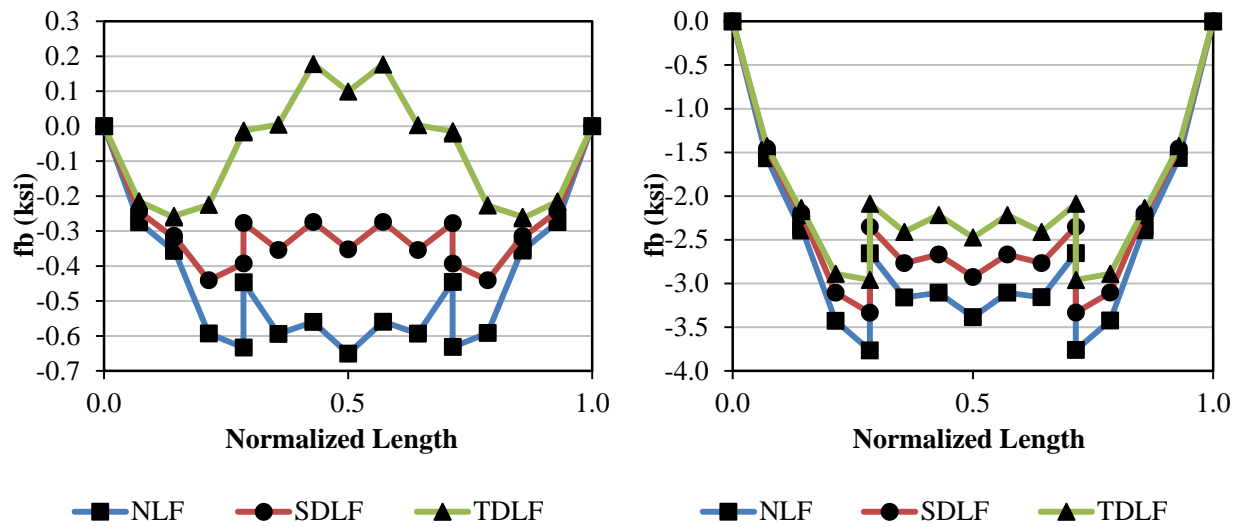 0.3
0.2
0.1
0.0
-0.1
-0.2
-0.3
-0.4
-0.5
-0.6
-0.7
fb (ksi)
0.0 0.5 1.0
Normalized Length
NLF SDLF TDLF
0.0
-0.5
-1.0
-1.5
-2.0
-2.5
-3.0
-3.5
-4.0
fb (ksi)
0.0 0.5 1.0
Normalized Length
NLF SDLF TDLF